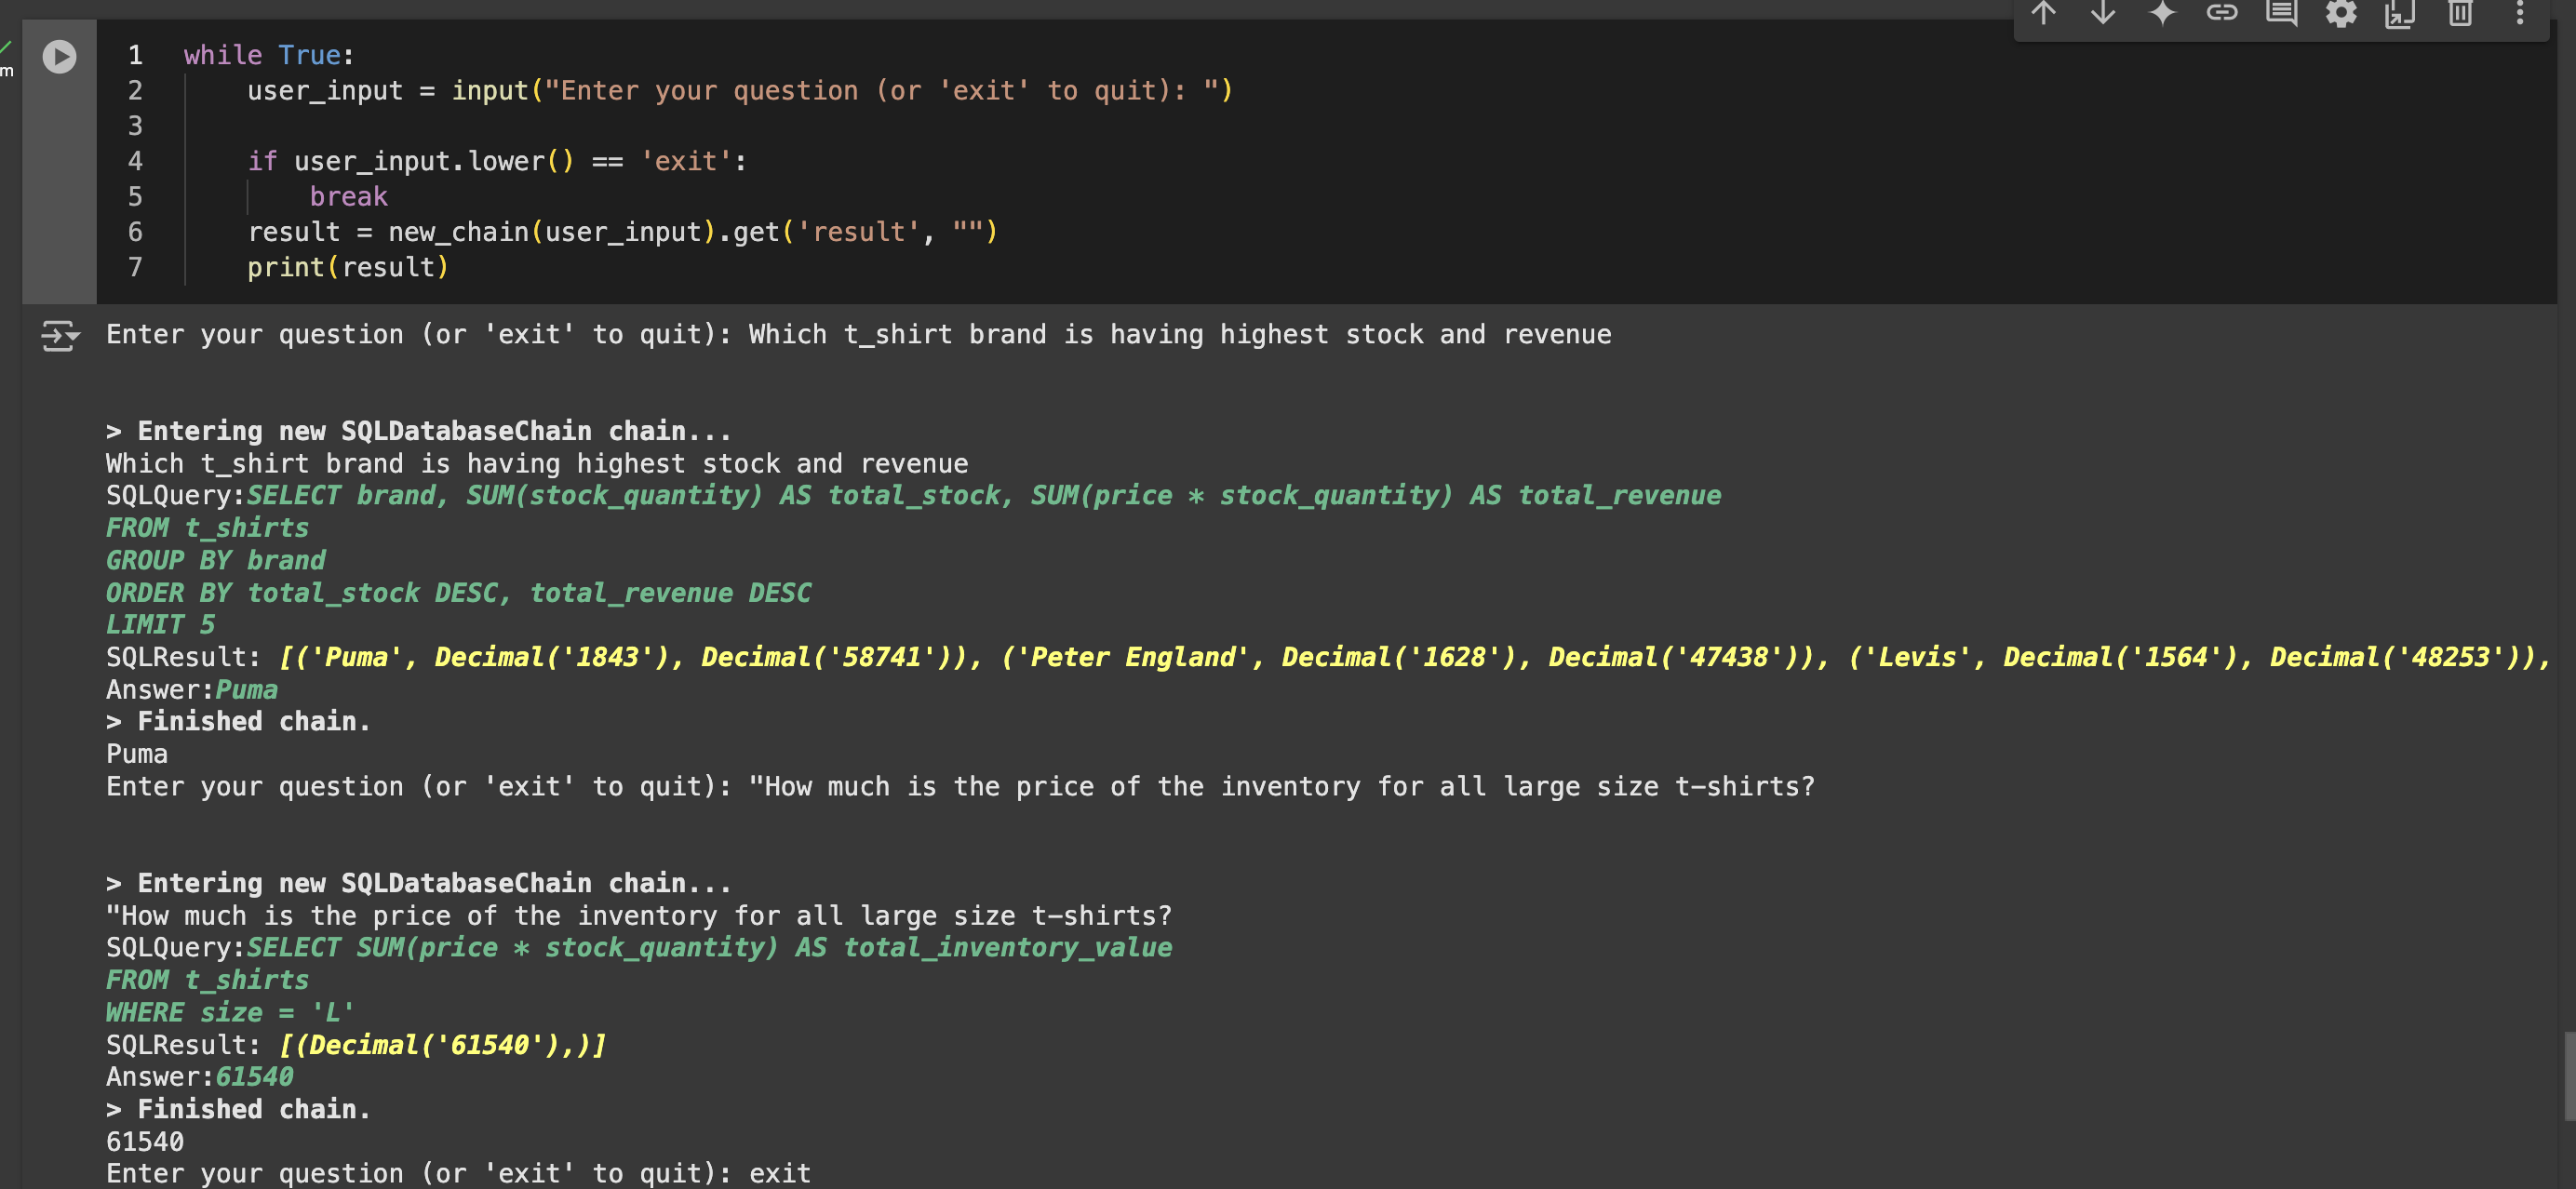 1 while True:
2     user_input = input("Enter your question (or 'exit' to quit): ")
3
4     if user_input.lower() == 'exit':
5         break
6     result = new_chain(user_input).get('result', "")
7     print(result)
m
Enter your question (or 'exit' to quit): Which t_shirt brand is having highest stock and revenue
> Entering new SQLDatabaseChain chain...
Which t_shirt brand is having highest stock and revenue
SQLQuery:SELECT brand, SUM(stock_quantity) AS total_stock, SUM(price * stock_quantity) AS total_revenue
FROM t_shirts
GROUP BY brand
ORDER BY total_stock DESC, total_revenue DESC
LIMIT 5
SQLResult: [('Puma', Decimal('1843'), Decimal('58741')), ('Peter England', Decimal('1628'), Decimal('47438')), ('Levis', Decimal('1564'), Decimal('48253')),
Answer:Puma
> Finished chain.
Puma
Enter your question (or 'exit' to quit): "How much is the price of the inventory for all large size t-shirts?
> Entering new SQLDatabaseChain chain...
"How much is the price of the inventory for all large size t-shirts?
SQLQuery:SELECT SUM(price * stock_quantity) AS total_inventory_value
FROM t_shirts
WHERE size = 'L'
SQLResult: [(Decimal('61540'),)]
Answer:61540
> Finished chain.
61540
Enter your question (or 'exit' to quit): exit